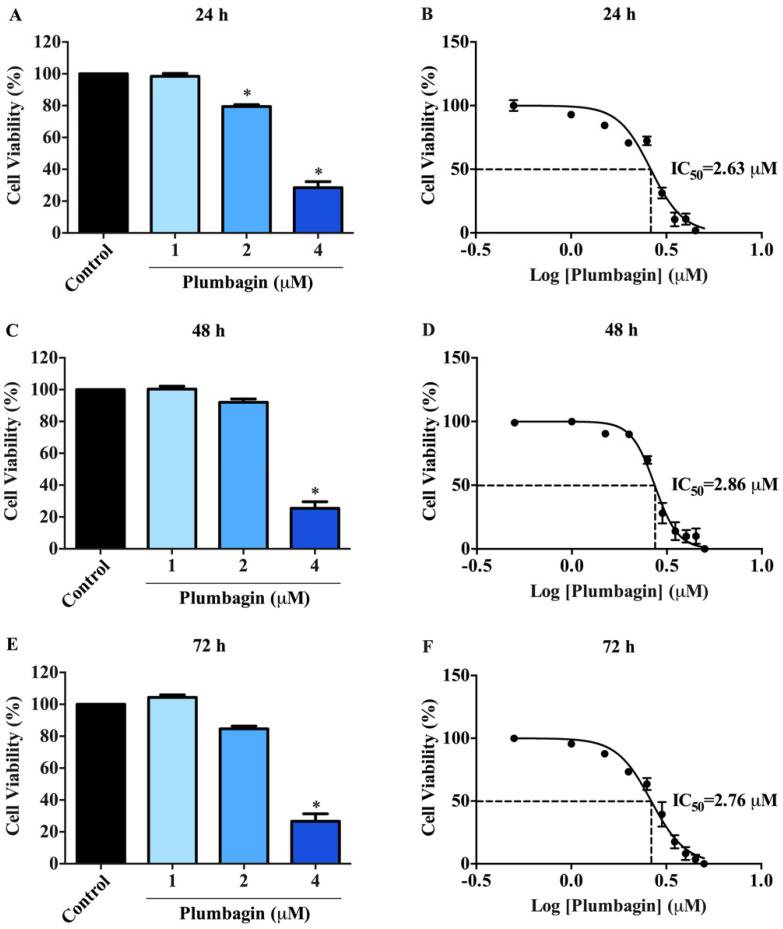 A
24 h
Cell Viability (%)
120
100
80
60
40
20
0
*
*
Control
1
2
4
Plumbagin (μM)
B
24 h
Cell Viability (%)
150
100
50
0
IC50=2.63 μM
-0.5
0.0
0.5
1.0
Log [Plumbagin] (μM)
C
48 h
Cell Viability (%)
120
100
80
60
40
20
0
*
Control
1
2
4
Plumbagin (μM)
D
48 h
Cell Viability (%)
150
100
50
0
IC50=2.86 μM
-0.5
0.0
0.5
1.0
Log [Plumbagin] (μM)
E
72 h
Cell Viability (%)
120
100
80
60
40
20
0
*
Control
1
2
4
Plumbagin (μM)
F
72 h
Cell Viability (%)
150
100
50
0
IC50=2.76 μM
-0.5
0.0
0.5
1.0
Log [Plumbagin] (μM)